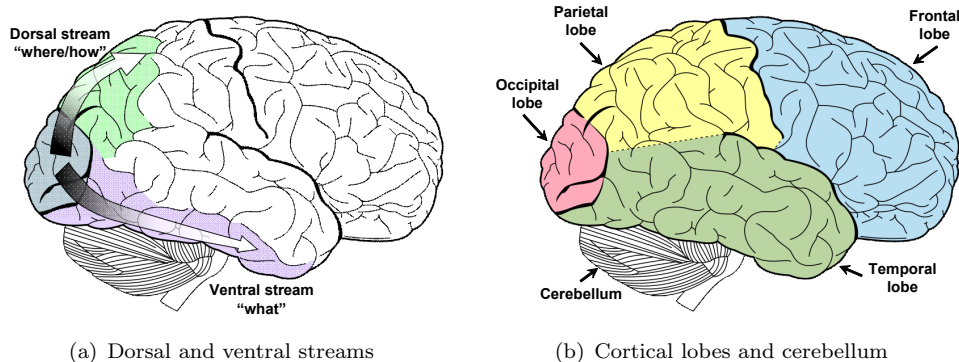 Dorsal stream
“where/how”
Ventral stream
“what”
(a) Dorsal and ventral streams
Parietal
lobe
Frontal
lobe
Occipital
lobe
Temporal
lobe
Cerebellum
(b) Cortical lobes and cerebellum